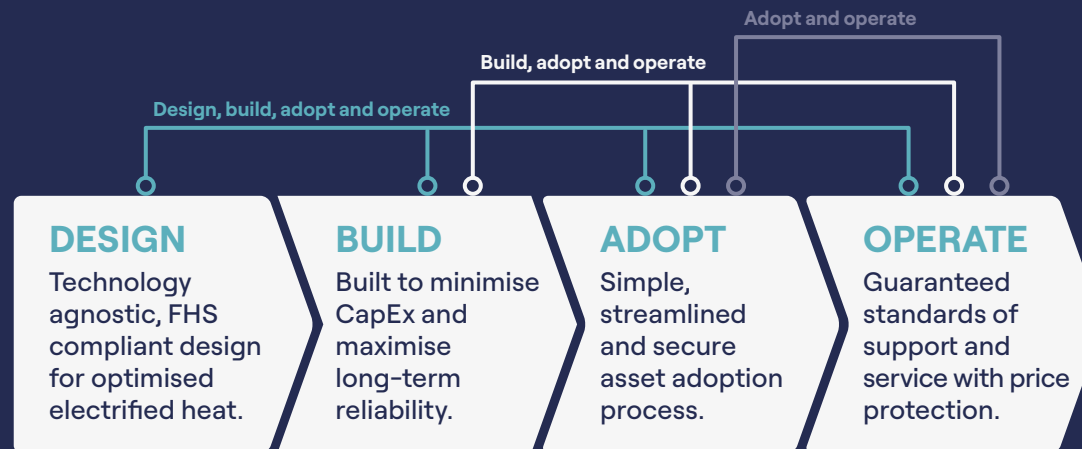 Adopt and operate
Build, adopt and operate
Design, build, adopt and operate
DESIGN
Technology
agnostic, FHS
compliant design
for optimised
electrified heat.
BUILD
Built to minimise
CapEx and
maximise
long-term
reliability.
ADOPT
Simple,
streamlined
and secure
asset adoption
process.
OPERATE
Guaranteed
standards of
support and
service with price
protection.